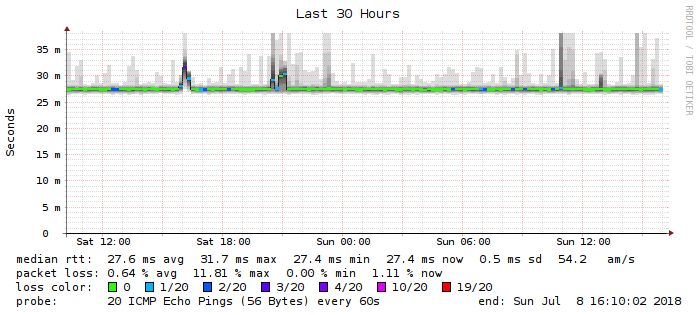 Last 30 Hours
RRDTOOL / TOBI OETIKER
Seconds
35 m
30 m
25 m
20 m
15 m
10 m
5 m
0
Sat 12:00 Sat 18:00 Sun 00:00 Sun 06:00 Sun 12:00
median rtt: 27.6 ms avg 31.7 ms max 27.4 ms min 27.4 ms now 0.5 ms sd 54.2 am/s
packet loss: 0.64 % avg 11.81 % max 0.00 % min 1.11 % now
loss color: 0 1/20 2/20 3/20 4/20 10/20 19/20
probe: 20 ICMP Echo Pings (56 Bytes) every 60s end: Sun Jul 8 16:10:02 2018